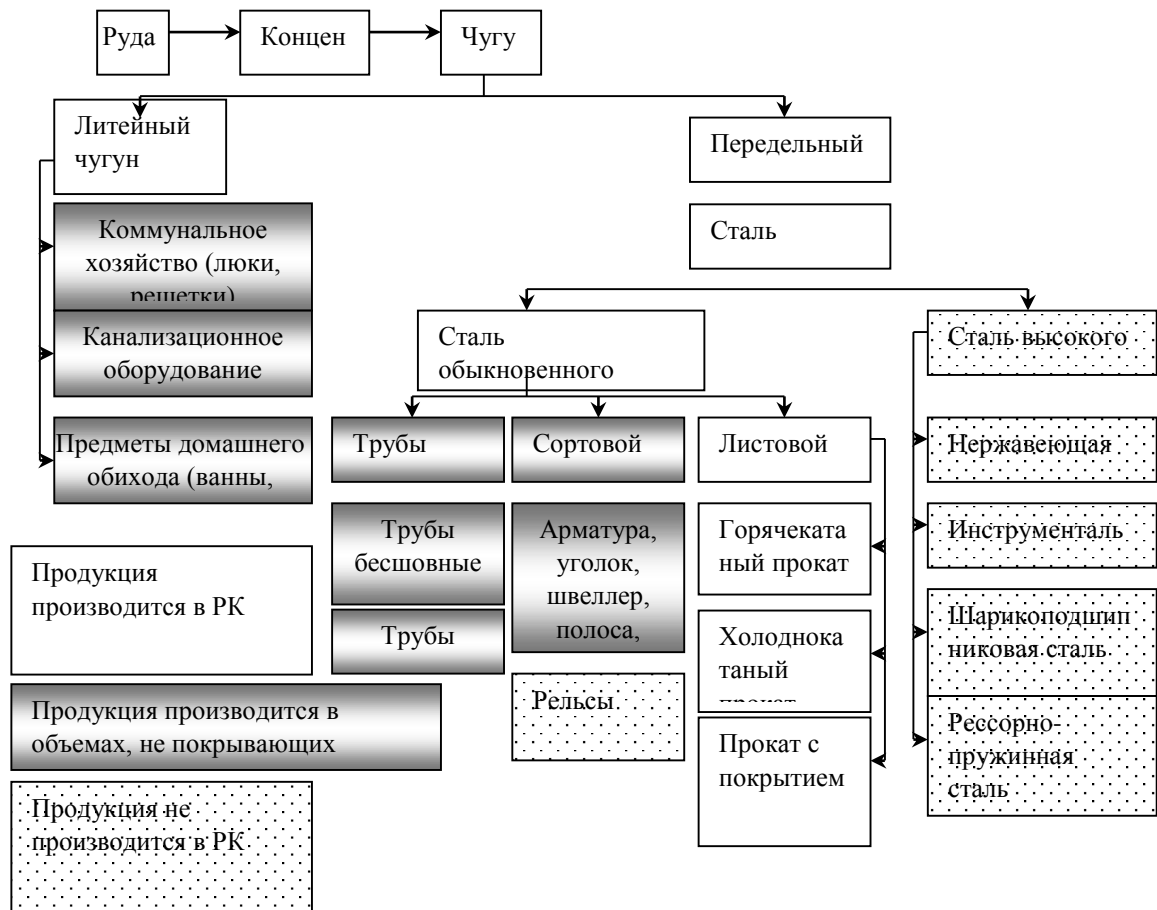 Руда
Концен
Чугу
Литейный
чугун
Передельный
Коммунальное
хозяйство (люки,
решетки)
Сталь
Канализационное
оборудование
Сталь
обыкновенного
Сталь высокого
Предметы домашнего
обихода (ванны,
Трубы
Сортовой
Листовой
Нержавеющая
Трубы
бесшовные
Арматура,
уголок,
швеллер,
полоса,
Горячеката
ный прокат
Инструменталь
Продукция
производится в РК
Трубы
Холоднока
таный
прокат
Шарикоподшип
никовая сталь
Продукция производится в
объемах, не покрывающих
Рельсы
Прокат с
покрытием
Рессорно-
пружинная
сталь
Продукция не
производится в РК